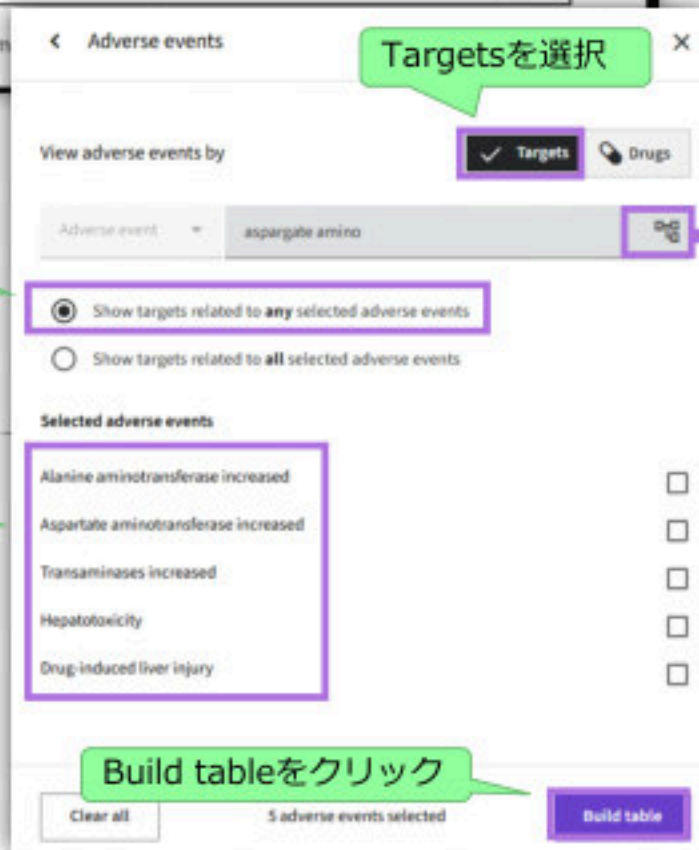 Adverse events
Targetsを選択
View adverse events by
Targets
Drugs
Adverse event
aspargate amino
Show targets related to any selected adverse events
Show targets related to all selected adverse events
Selected adverse events
Alanine aminotransferase increased
Aspartate aminotransferase increased
Transaminases increased
Hepatotoxicity
Drug-induced liver injury
Build tableをクリック
Clear all
5 adverse events selected
Build table